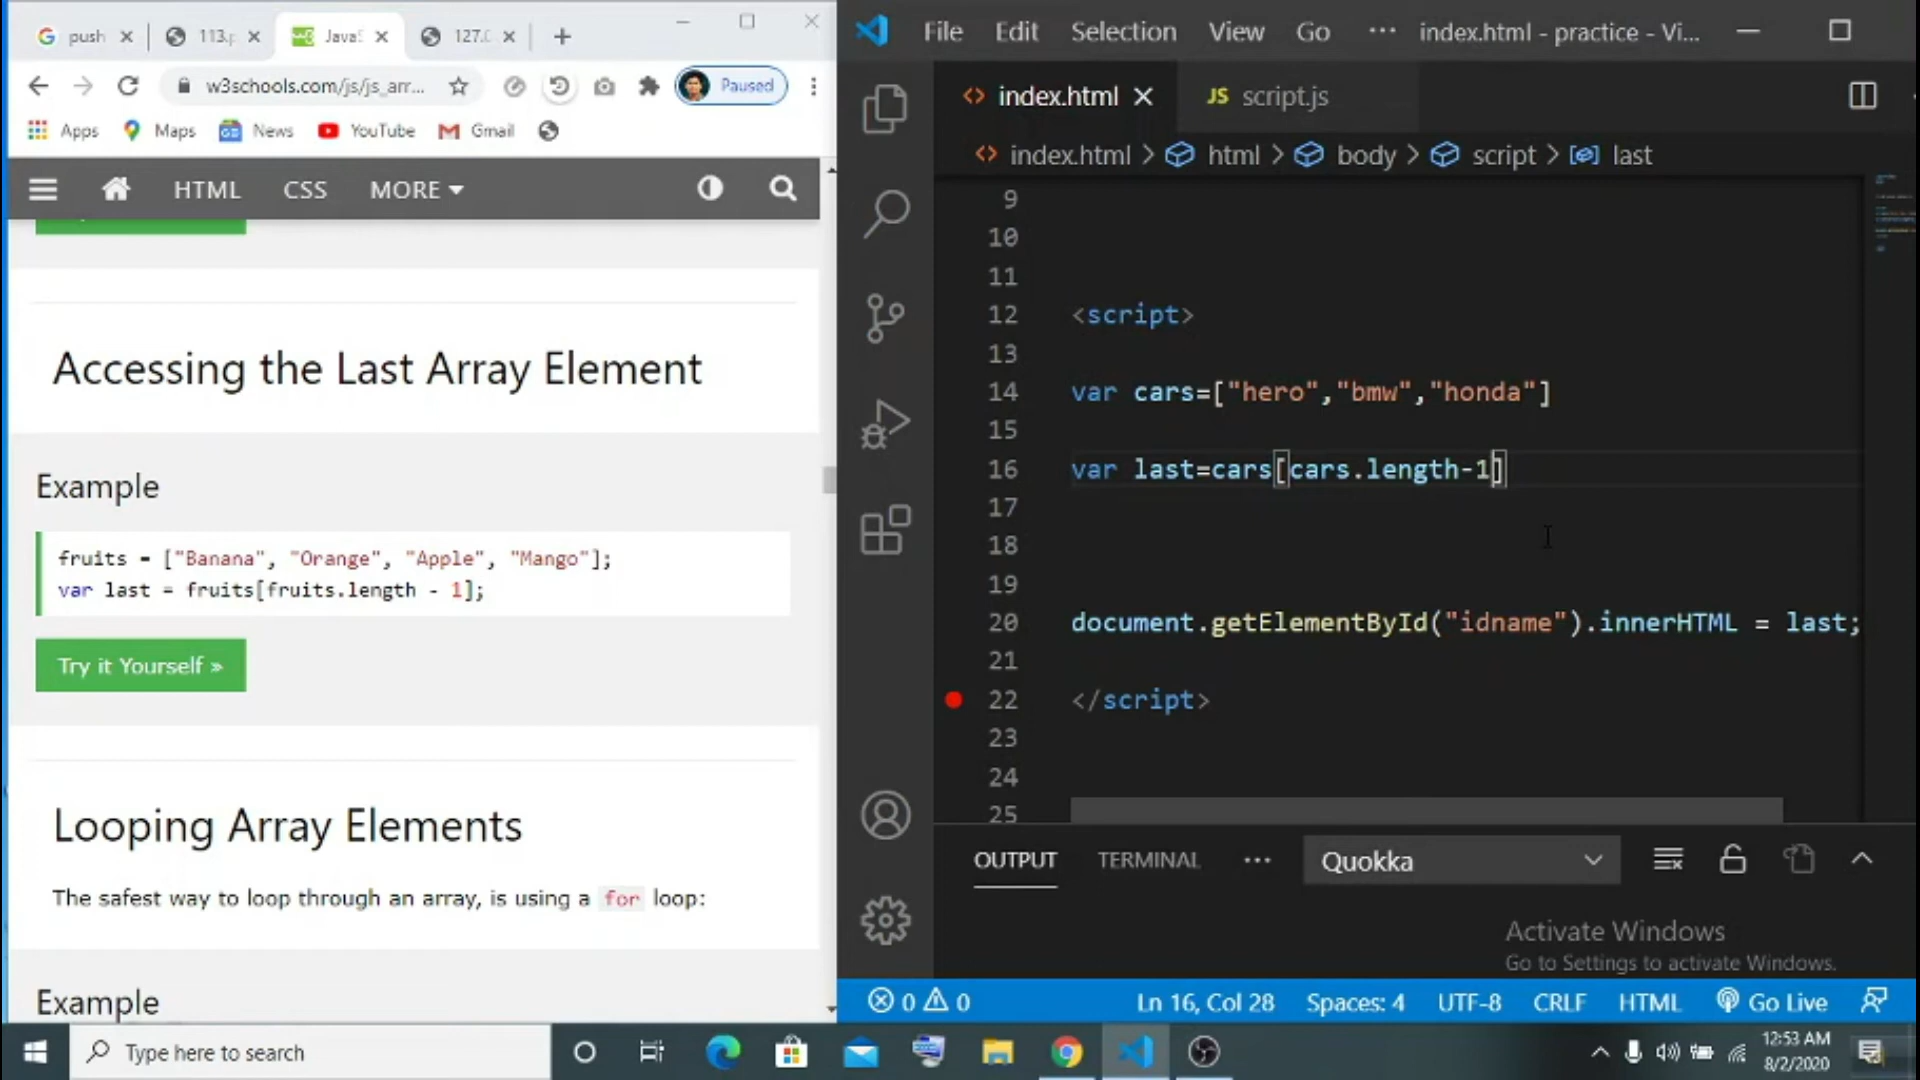 push
113.p
JavaS
127.0
w3schools.com/js/js_arr...
Paused
Apps
Maps
News
YouTube
Gmail
HTML
CSS
MORE
Accessing the Last Array Element
Example
fruits = ["Banana", "Orange", "Apple", "Mango"];
var last = fruits[fruits.length - 1];
Try it Yourself »
Looping Array Elements
The safest way to loop through an array, is using a for loop:
Example
File Edit Selection View Go ··· index.html - practice - Vi...
index.html
JS script.js
index.html > html > body > script > last
9
10
11
12 <script>
13
14 var cars=["hero","bmw","honda"]
15
16 var last=cars[cars.length-1]
17
18
19
20 document.getElementById("idname").innerHTML = last;
21
22 </script>
23
24
25
OUTPUT TERMINAL ··· Quokka
Activate Windows
Go to Settings to activate Windows.
0 0 Ln 16, Col 28 Spaces: 4 UTF-8 CRLF HTML Go Live
Type here to search
12:53 AM
8/2/2020